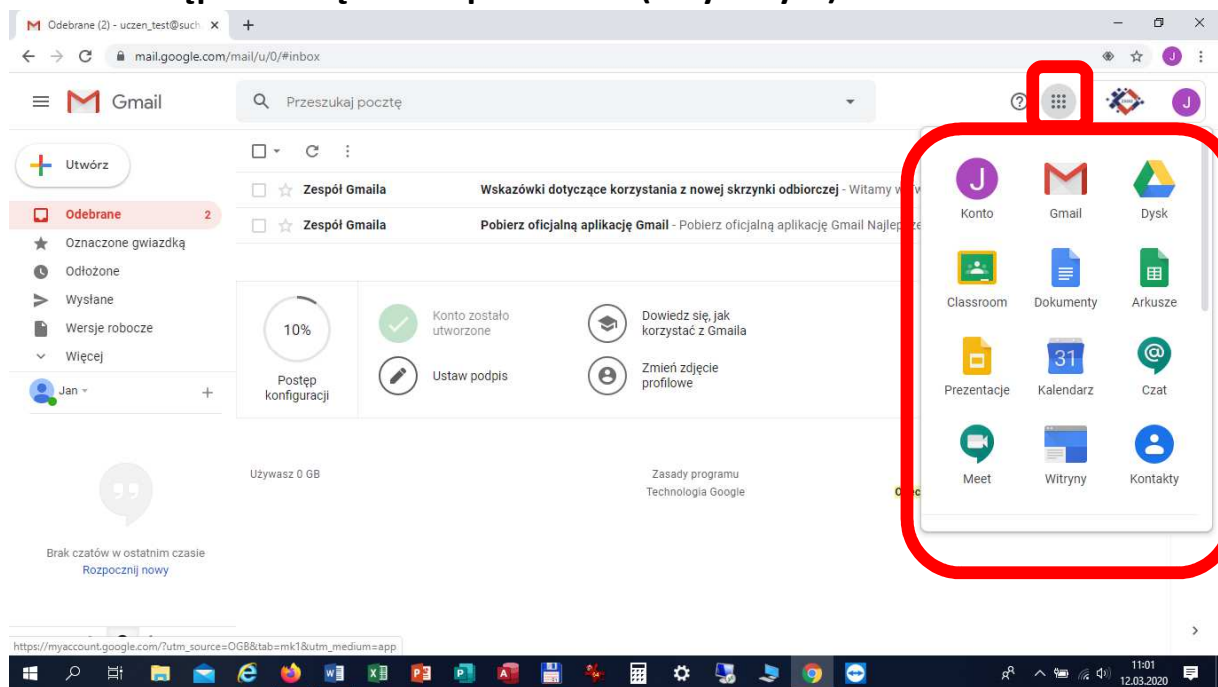 Odebrane (2) - uczen_test@such
mail.google.com/mail/u/0/#inbox
J
Gmail
Przeszukaj pocztę
J
Utwórz
Zespół Gmaila Wskazówki dotyczące korzystania z nowej skrzynki odbiorczej - Witamy w
Zespół Gmaila Pobierz oficjalną aplikację Gmail - Pobierz oficjalną aplikację Gmail
Odebrane 2
Oznaczone gwiazdką
Odłożone
Wysłane
Wersje robocze
Więcej
Jan
10%
Postęp
konfiguracji
Konto zostało
utworzone
Ustaw podpis
Dowiedz się, jak
korzystać z Gmaila
Zmień zdjęcie
profilowe
J
Konto Gmail Dysk
Classroom Dokumenty Arkusze
31
Prezentacje Kalendarz Czat
Meet Witryny Kontakty
Używasz 0 GB
Zasady programu
Technologia Google
Brak czatów w ostatnim czasie
Rozpocznij nowy
https://myaccount.google.com/?utm_source=OGB&tab=mk1&utm_medium=app
11:01
12.03.2020